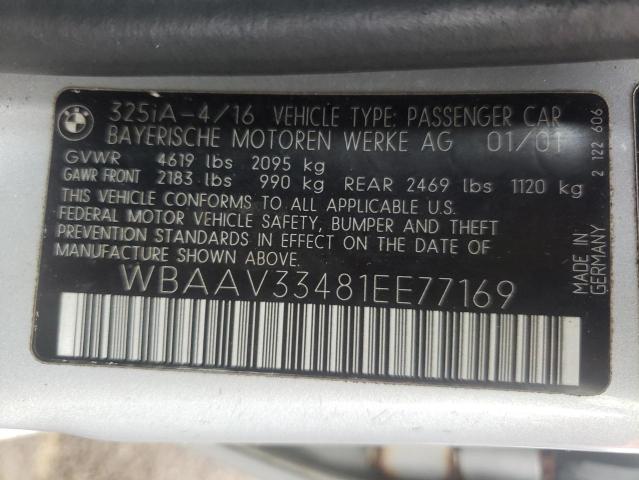 325iA-4/16 VEHICLE TYPE: PASSENGER CAR
BAYERISCHE MOTOREN WERKE AG 01/01
GVWR 4619 lbs 2095 kg
GAWR FRONT 2183 lbs 990 kg REAR 2469 lbs 1120 kg
THIS VEHICLE CONFORMS TO ALL APPLICABLE U.S.
FEDERAL MOTOR VEHICLE SAFETY, BUMPER AND THEFT
PREVENTION STANDARDS IN EFFECT ON THE DATE OF
MANUFACTURE SHOWN ABOVE.
WBAAV33481EE77169
MADE IN
GERMANY
2 122 606